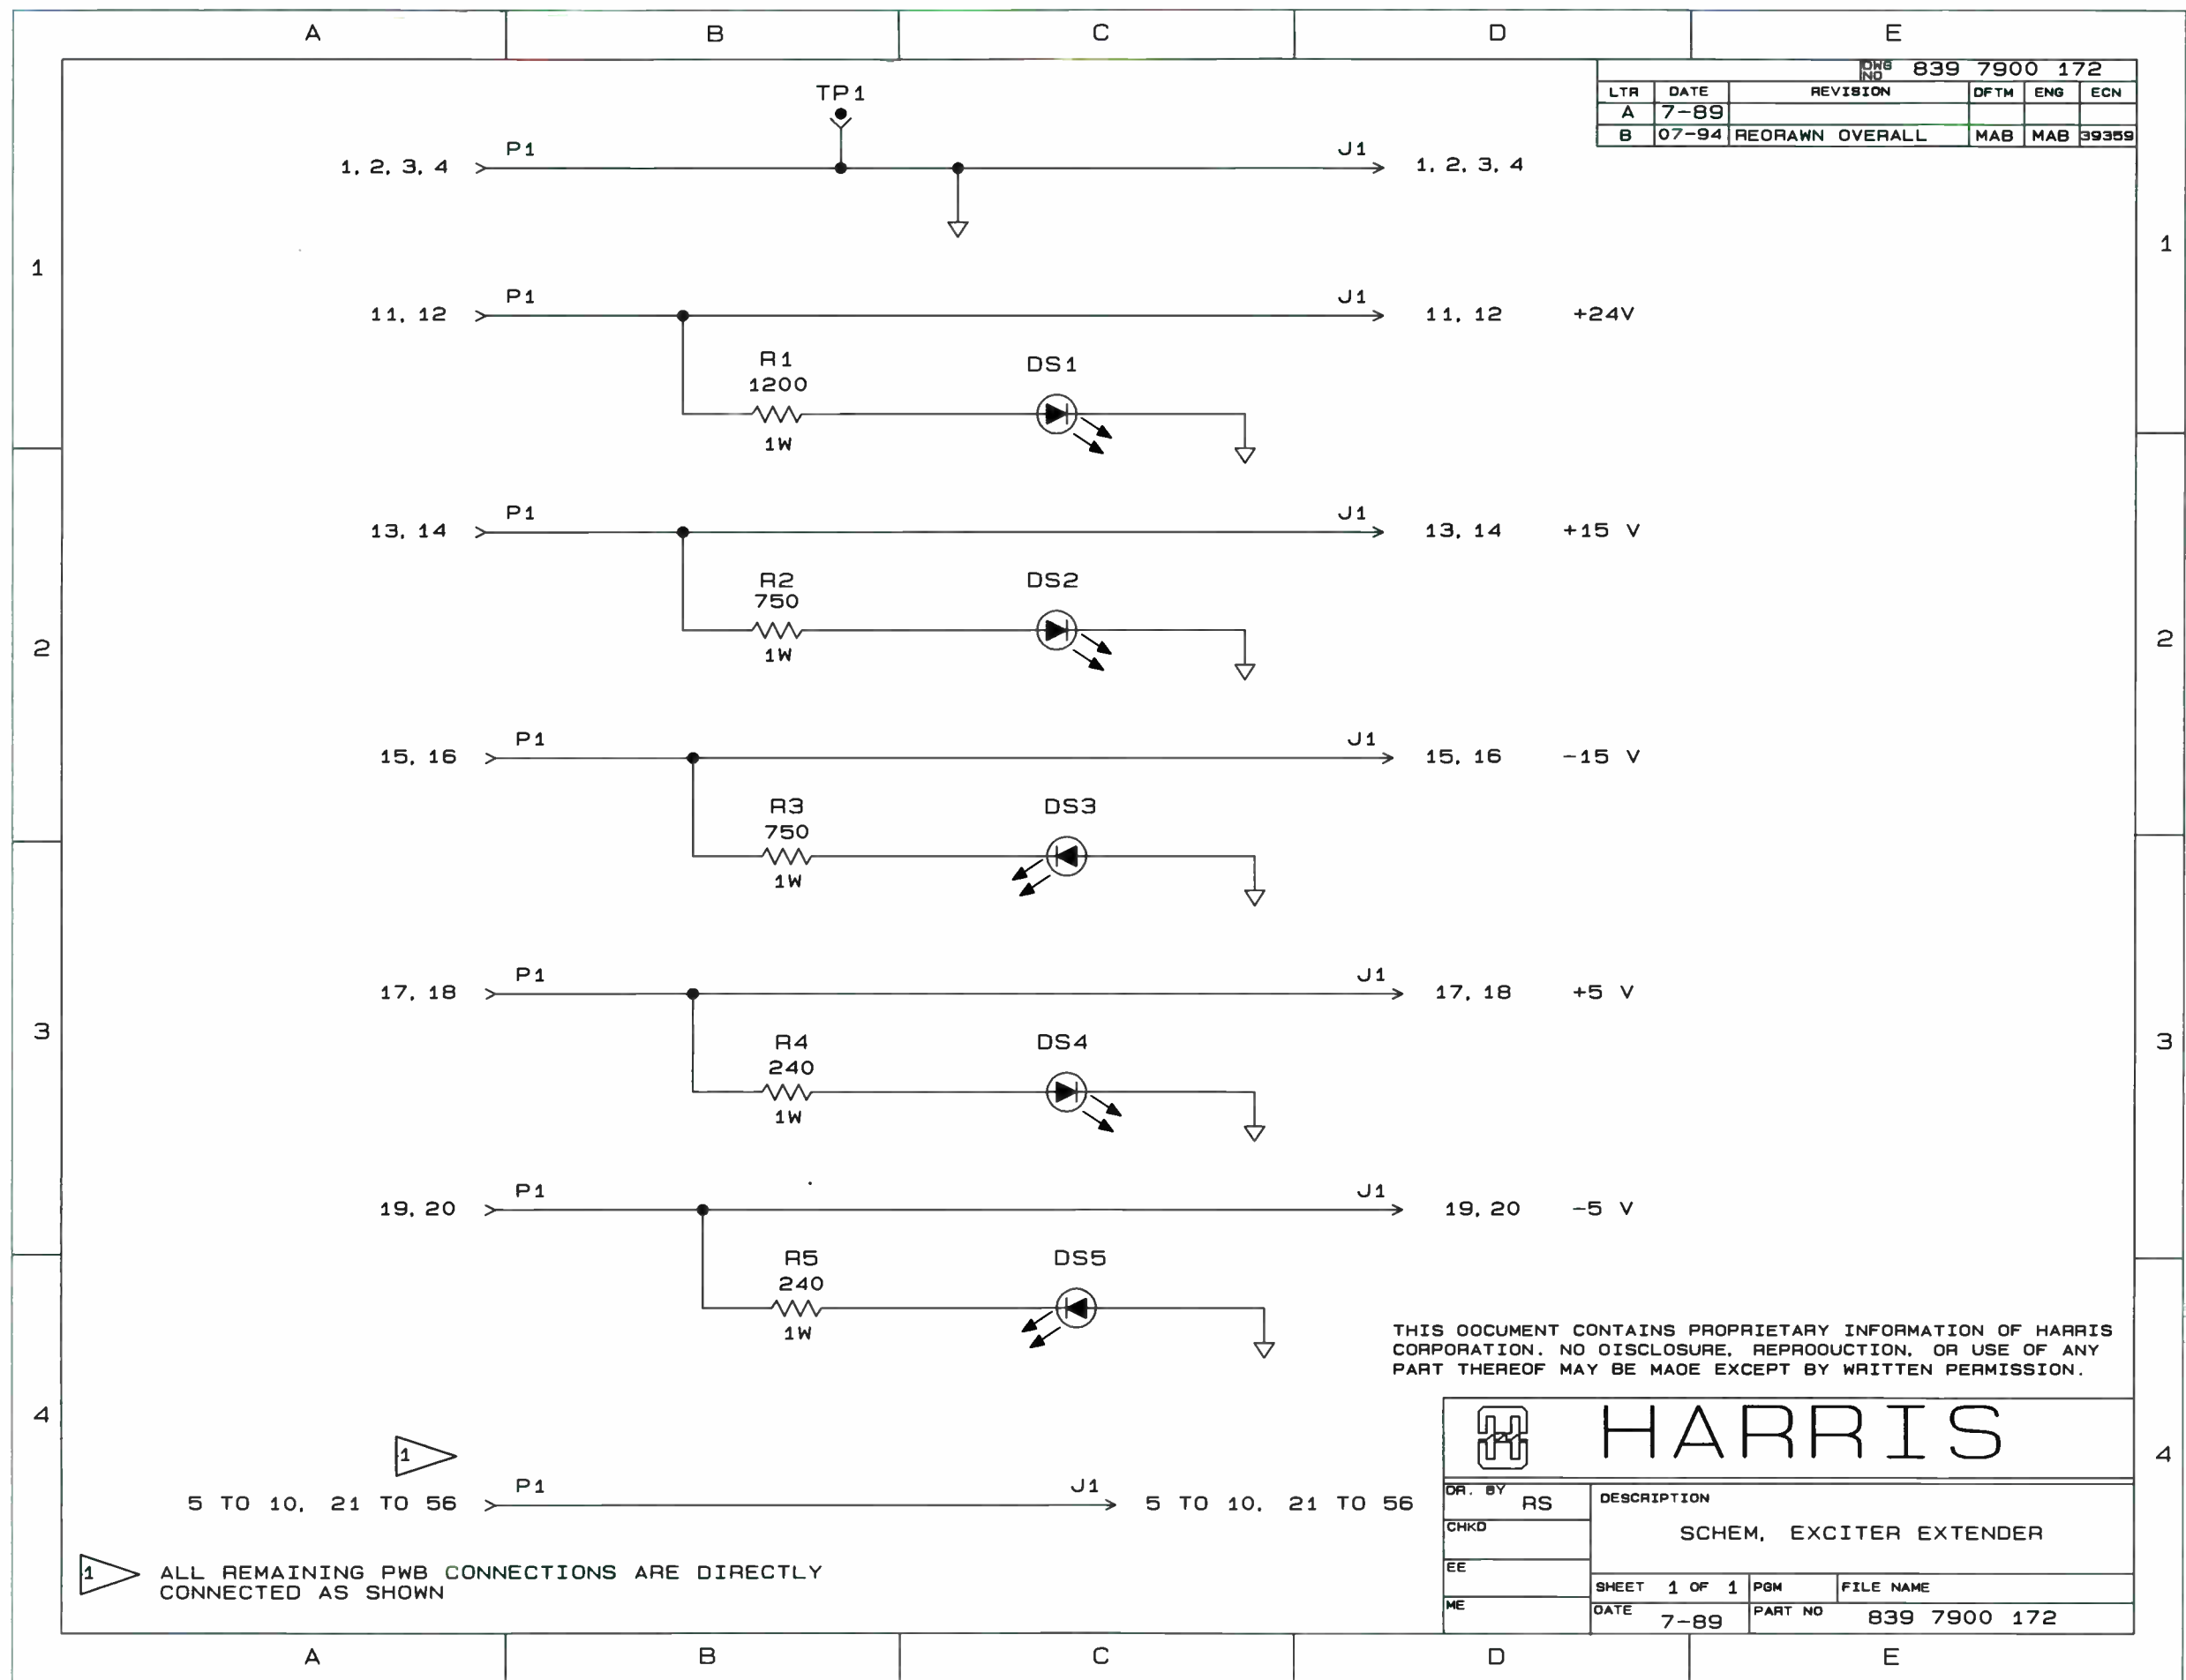 A B C D E
DWG NO 839 7900 172
LTR DATE REVISION DFTM ENG ECN
A 7-89
B 07-94 REDRAWN OVERALL MAB MAB 39359
TP1
1, 2, 3, 4 P1 J1 1, 2, 3, 4
1 1
11, 12 P1 J1 11, 12 +24V
R1 DS1
1200
1W
13, 14 P1 J1 13, 14 +15 V
R2 DS2
750
1W
2 2
15, 16 P1 J1 15, 16 -15 V
R3 DS3
750
1W
17, 18 P1 J1 17, 18 +5 V
3 3
R4 DS4
240
1W
19, 20 P1 J1 19, 20 -5 V
R5 DS5
240
1W
THIS DOCUMENT CONTAINS PROPRIETARY INFORMATION OF HARRIS
CORPORATION. NO DISCLOSURE, REPRODUCTION, OR USE OF ANY
PART THEREOF MAY BE MADE EXCEPT BY WRITTEN PERMISSION.
4 4
HARRIS
1
5 TO 10, 21 TO 56 P1 J1 5 TO 10, 21 TO 56
1 ALL REMAINING PWB CONNECTIONS ARE DIRECTLY
CONNECTED AS SHOWN
DR. BY RS
CHKD
EE
ME
DESCRIPTION
SCHEM, EXCITER EXTENDER
SHEET 1 OF 1 PGM FILE NAME
DATE 7-89 PART NO 839 7900 172
A B C D E